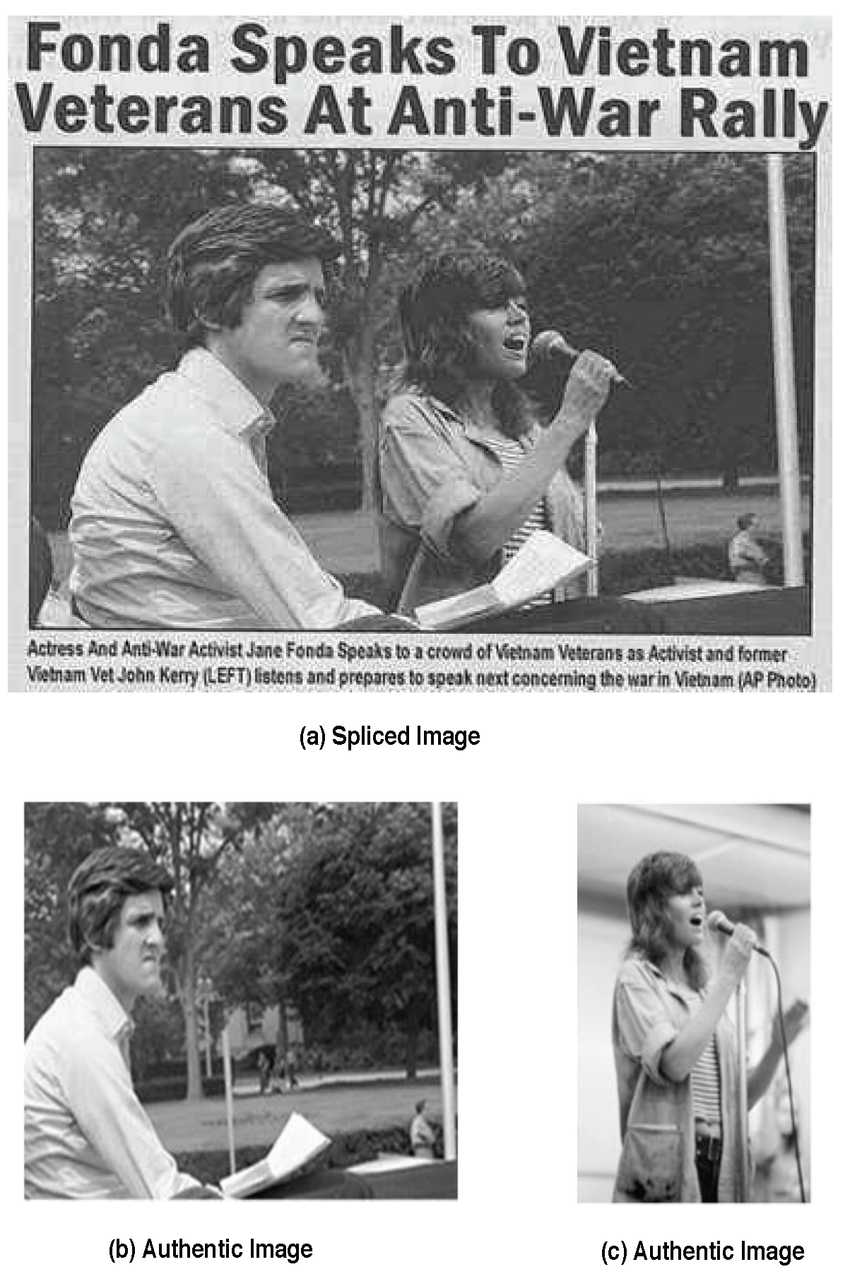 Fonda Speaks To Vietnam
Veterans At Anti-War Rally
Actress And Anti-War Activist Jane Fonda Speaks to a crowd of Vietnam Veterans as Activist and former
Vietnam Vet John Kerry (LEFT) listens and prepares to speak next concerning the war in Vietnam (AP Photo)
(a) Spliced Image
(b) Authentic Image
(c) Authentic Image